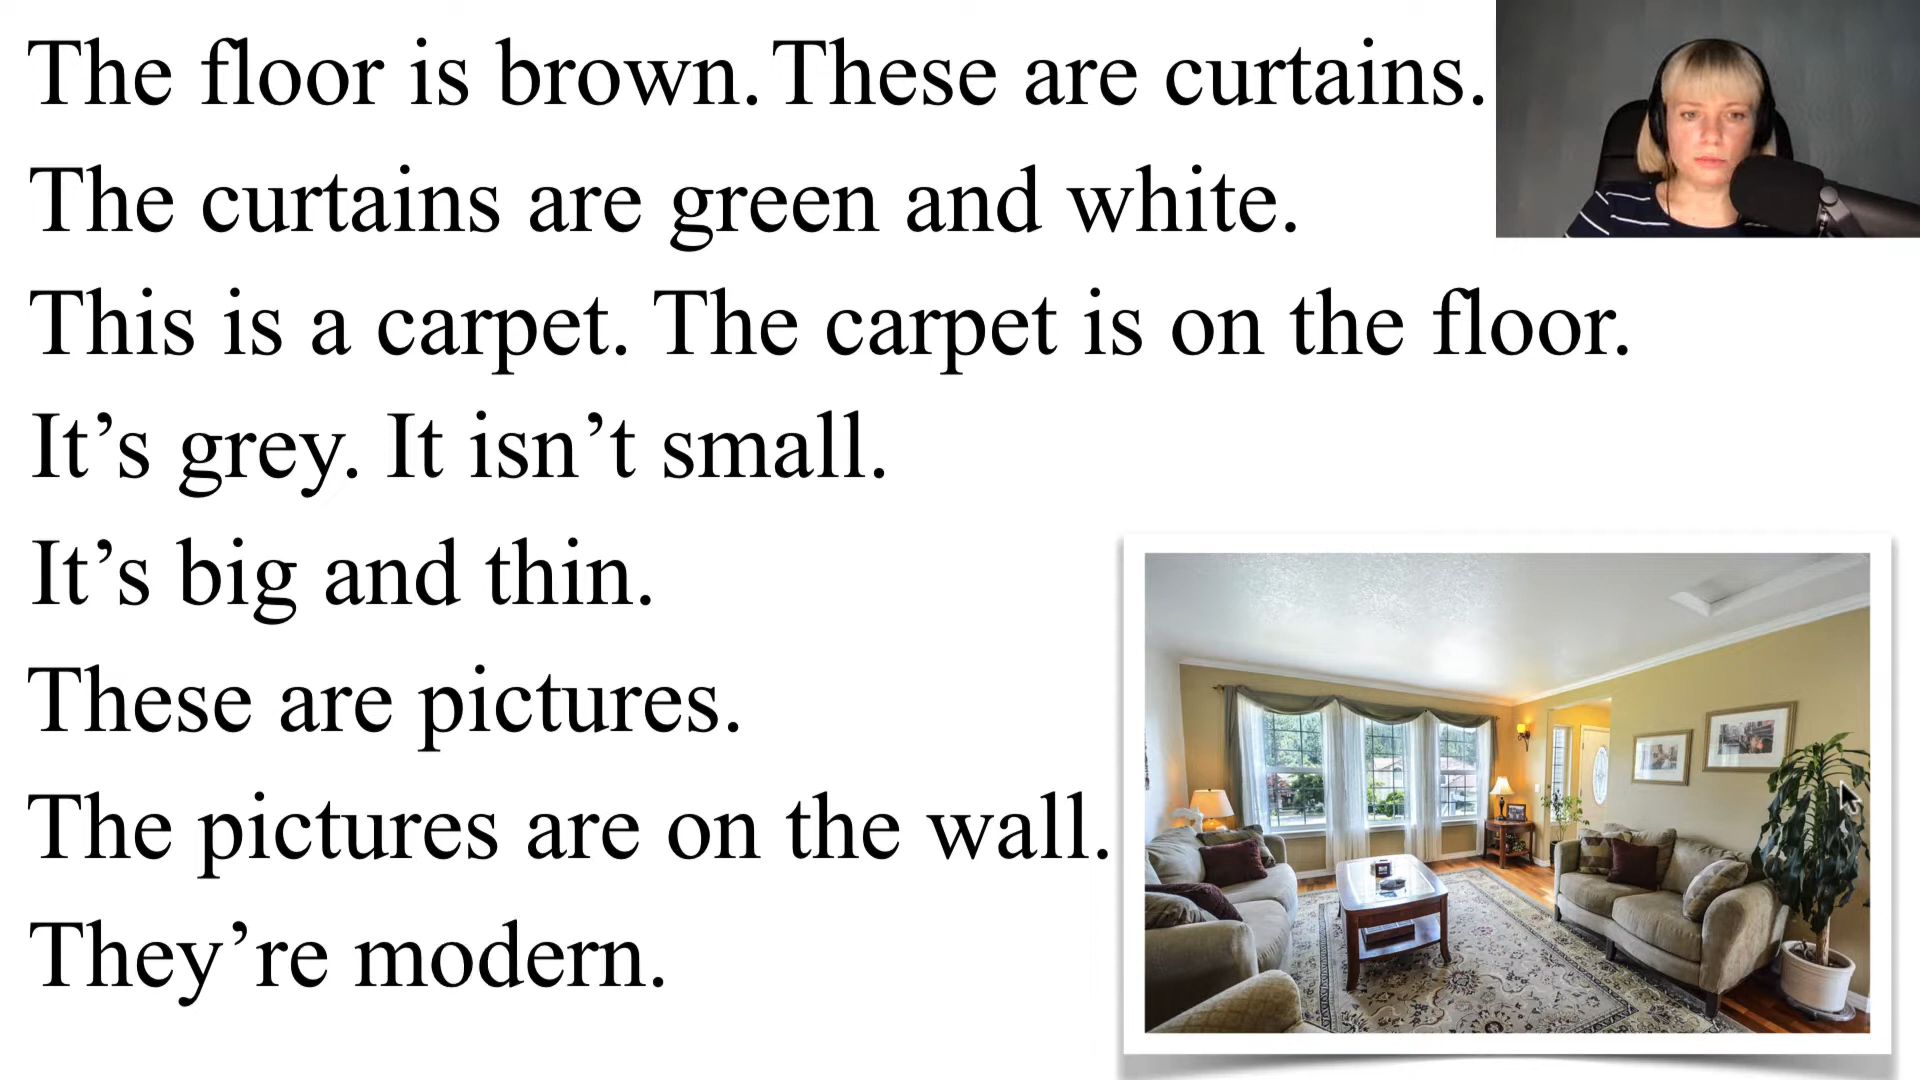 The floor is brown. These are curtains.
The curtains are green and white.
This is a carpet. The carpet is on the floor.
It’s grey. It isn’t small.
It’s big and thin.
These are pictures.
The pictures are on the wall.
They’re modern.